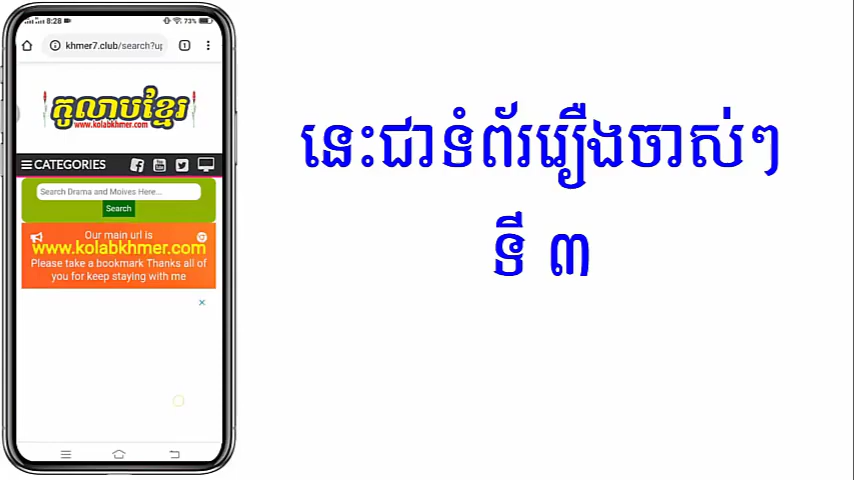 8:28
73%
khmer7.club/search?up
1
កូលាបខ្មែរ
www.kolabkhmer.com
CATEGORIES
Search Drama and Moives Here...
Search
Our main url is
www.kolabkhmer.com
Please take a bookmark Thanks all of
you for keep staying with me
នេះជាទំព័ររឿងចាស់ៗ
ទី ៣